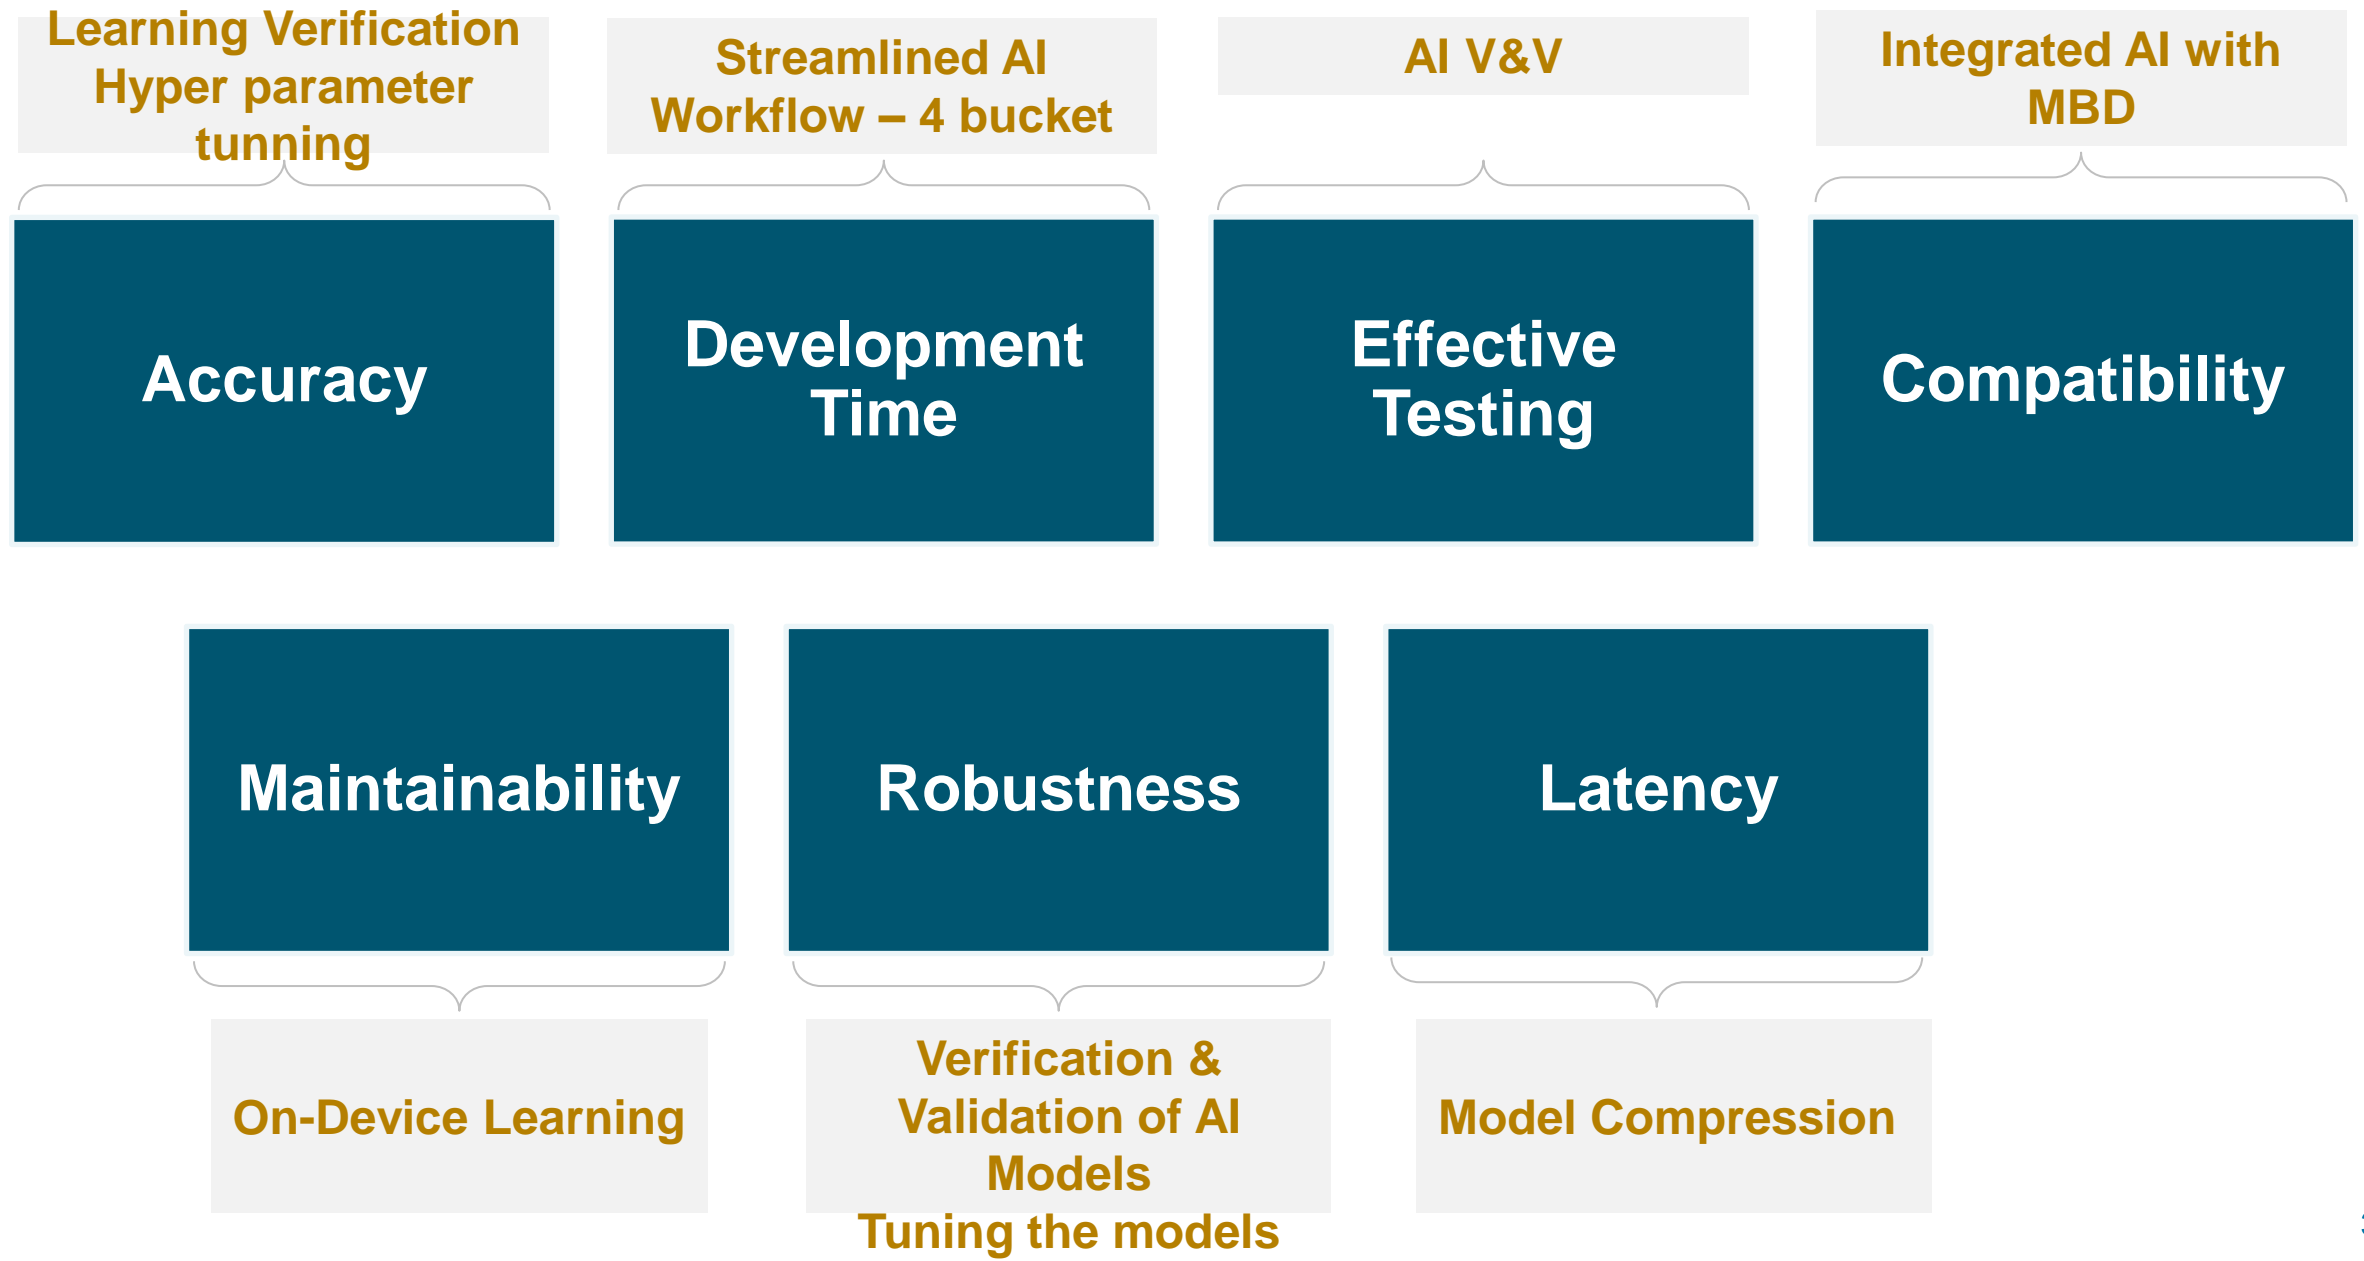 Learning Verification
Hyper parameter
tunning
Streamlined AI
Workflow – 4 bucket
AI V&V
Integrated AI with
MBD
Accuracy
Development
Time
Effective
Testing
Compatibility
Maintainability
Robustness
Latency
On-Device Learning
Verification &
Validation of AI
Models
Tuning the models
Model Compression